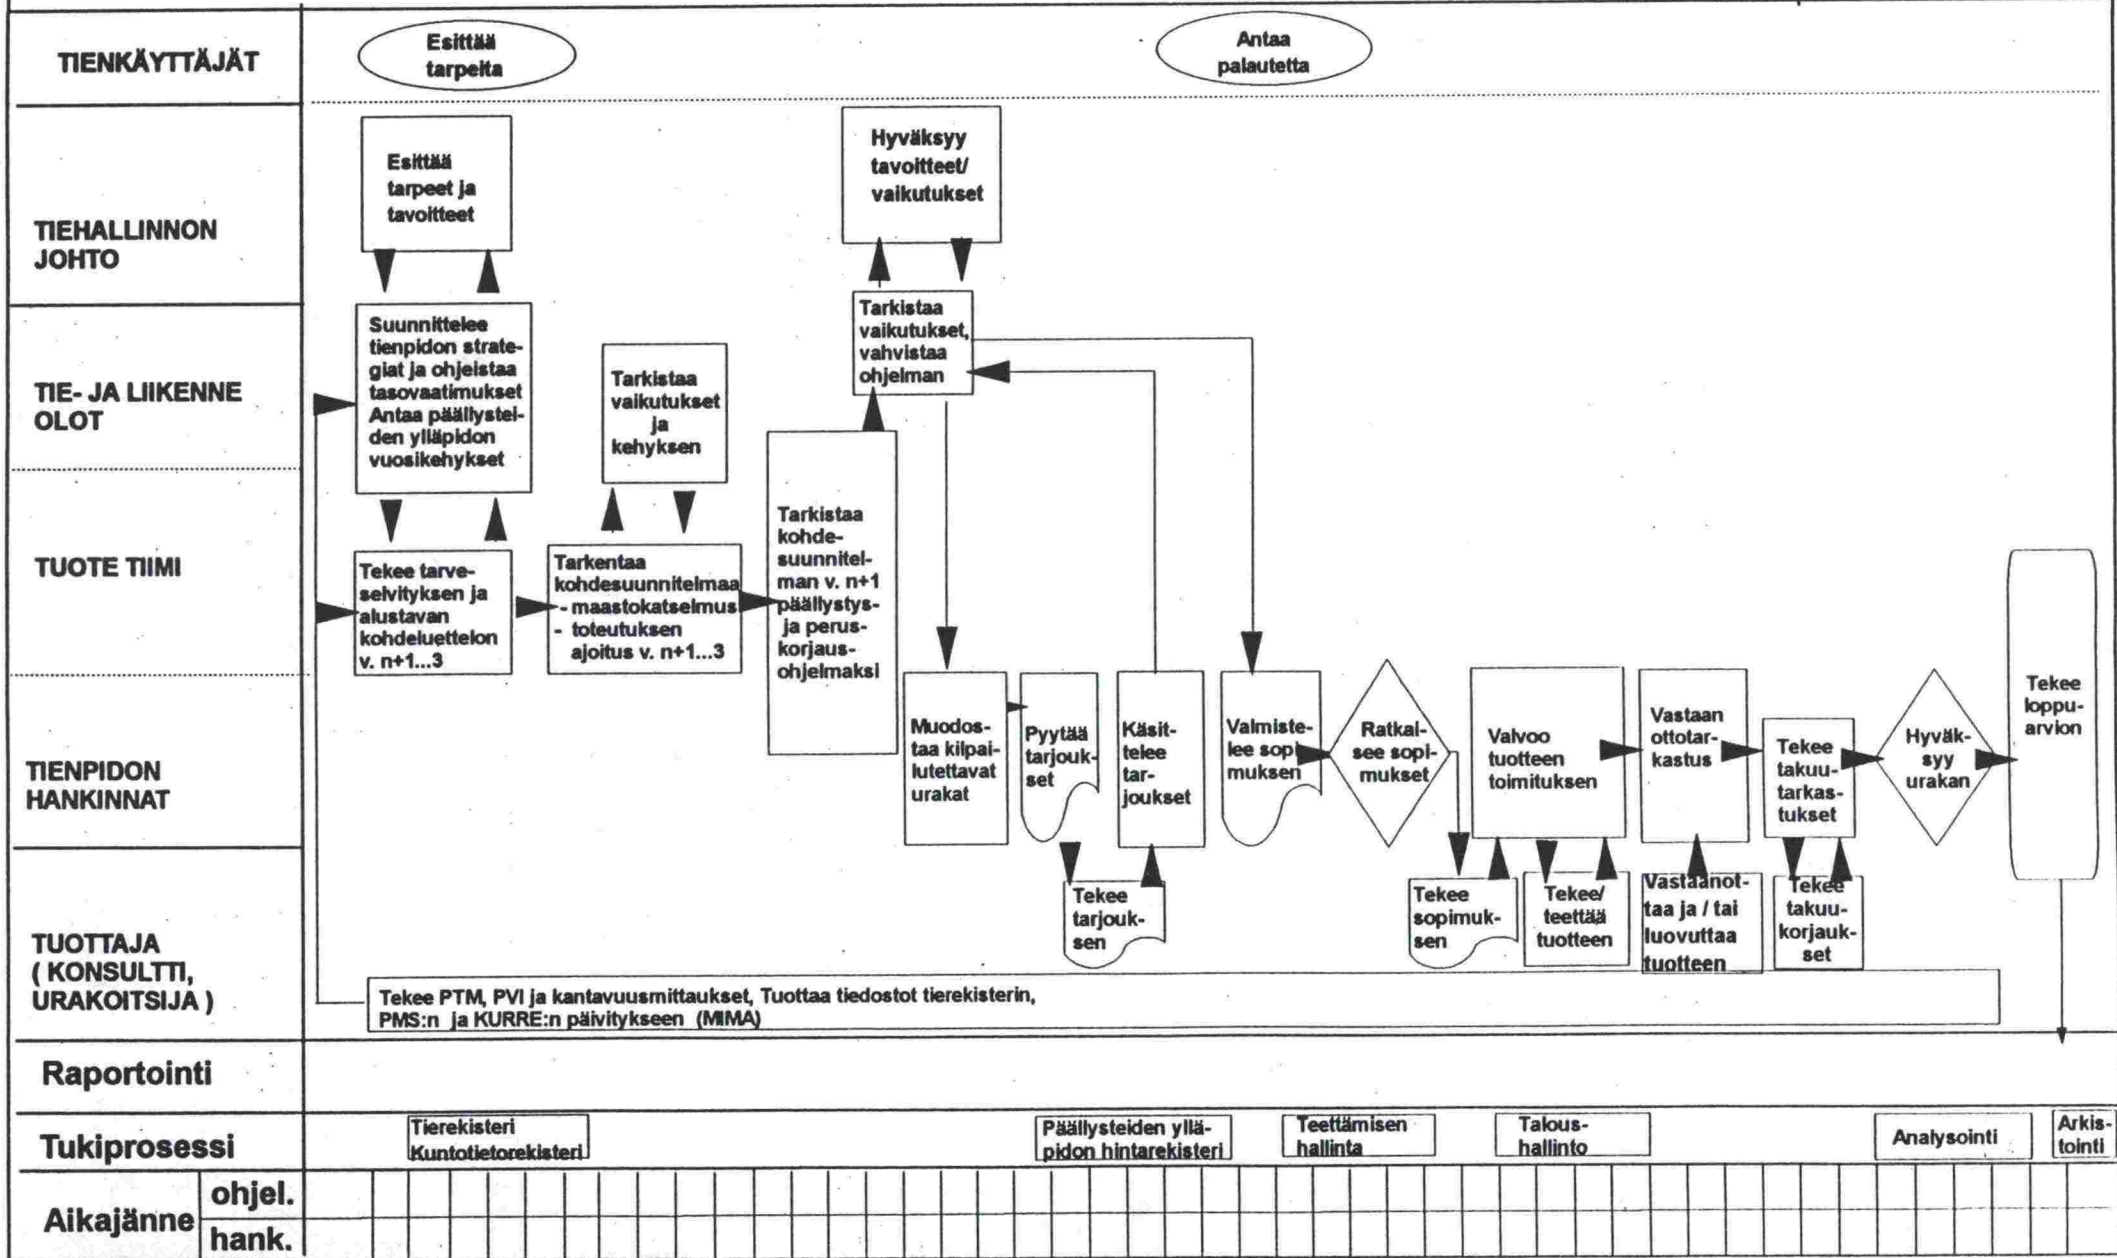 TIENKÄYTTÄJÄT
Esittää
tarpeita
Antaa
palautetta
TIEHALLINNON
JOHTO
Esittää
tarpeet ja
tavoitteet
Hyväksyy
tavoitteet/
vaikutukset
TIE- JA LIIKENNE
OLOT
Suunnittelee
tienpidon strate-
giat ja ohjeistaa
tasovaatimukset
Antaa päällystei-
den ylläpidon
vuosikehykset
Tarkistaa
vaikutukset
ja
kehyksen
Tarkistaa
vaikutukset,
vahvistaa
ohjelman
TUOTE TIIMI
Tekee tarve-
selvityksen ja
alustavan
kohdeluettelon
v. n+1...3
Tarkentaa
kohdesuunnitelmaa
- maastokatselmus
- toteutuksen
ajoitus v. n+1...3
Tarkistaa
kohde-
suunnitel-
man v. n+1
päällystys-
ja perus-
korjaus-
ohjelmaksi
TIENPIDON
HANKINNAT
Muodos-
taa kilpai-
lutettavat
urakat
Pyytää
tarjouk-
set
Käsit-
telee
tar-
joukset
Valmiste-
lee sopi
muksen
Ratkai-
see sopi-
mukset
Valvoo
tuotteen
toimituksen
Vastaan
ottotar-
kastus
Tekee
takuu-
tarkas-
tukset
Hyväk-
syy
urakan
Tekee
loppu-
arvion
TUOTTAJA
( KONSULTTI,
URAKOITSIJA )
Tekee
tarjouk-
sen
Tekee
sopimuk-
sen
Tekee/
teettää
tuotteen
Vastaanot-
taa ja / tai
luovuttaa
tuotteen
Tekee
takuu-
korjauk-
set
Tekee PTM, PVI ja kantavuusmittaukset, Tuottaa tiedostot tierekisterin,
PMS:n ja KURRE:n päivitykseen (MIMA)
Raportointi
Tukiprosessi
Tierekisteri
Kuntotietorekisteri
Päällysteiden yllä-
pidon hintarekisteri
Teettämisen
hallinta
Talous-
hallinto
Analysointi
Arkis-
tointi
Aikajänne
ohjel.
hank.